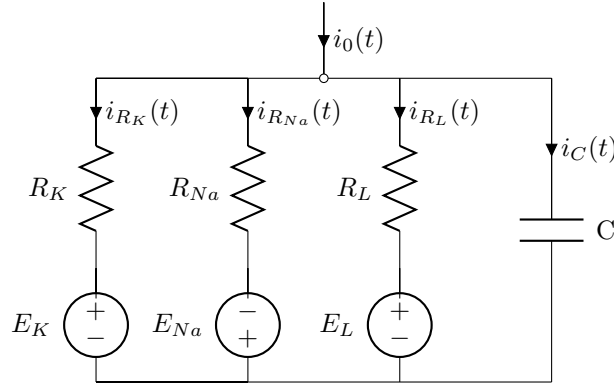 i_0(t)
i_{R_K}(t) i_{R_{Na}}(t) i_{R_L}(t)
i_C(t)
R_K R_{Na} R_L
C
+ − +
E_K E_{Na} E_L
− + −